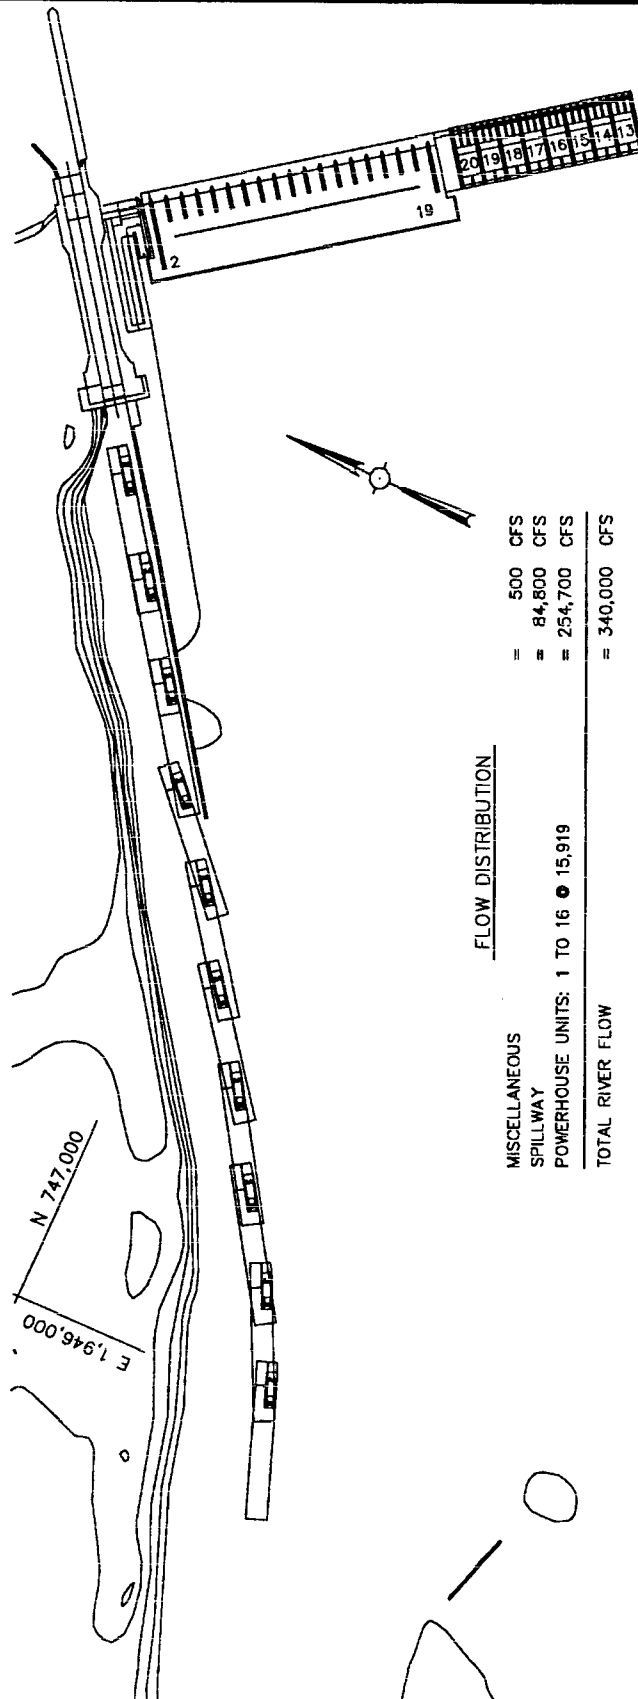 20 19 18 17 16 15 14 13
19
2
FLOW DISTRIBUTION
MISCELLANEOUS = 500 CFS
SPILLWAY = 84,800 CFS
POWERHOUSE UNITS: 1 TO 16 @ 15,919 = 254,700 CFS
TOTAL RIVER FLOW = 340,000 CFS
N 747,000
E 1,946,000